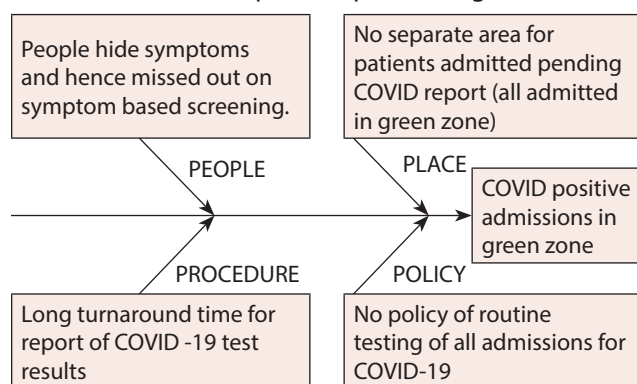 People hide symptoms
and hence missed out on
symptom based screening.
No separate area for
patients admitted pending
COVID report (all admitted
in green zone)
PEOPLE
PLACE
COVID positive
admissions in
green zone
PROCEDURE
POLICY
Long turnaround time for
report of COVID -19 test
results
No policy of routine
testing of all admissions for
COVID-19